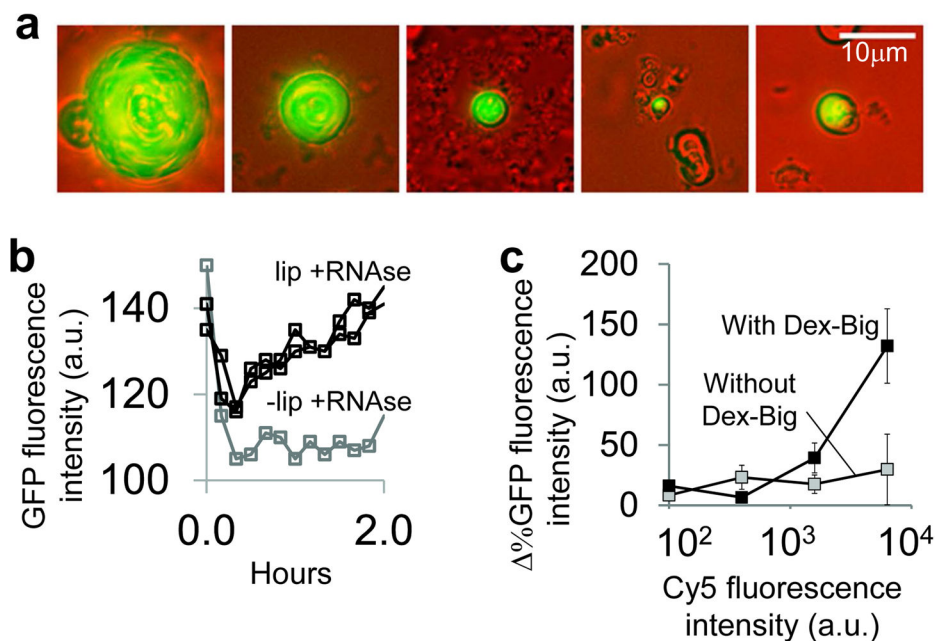 a
10μm
b
GFP fluorescence
intensity (a.u.)
140
120
100
lip +RNAse
-lip +RNAse
0.0
2.0
Hours
c
Δ%GFP fluorescence
intensity (a.u.)
200
150
100
50
0
With Dex-Big
Without
Dex-Big
10²
10³
10⁴
Cy5 fluorescence
intensity (a.u.)